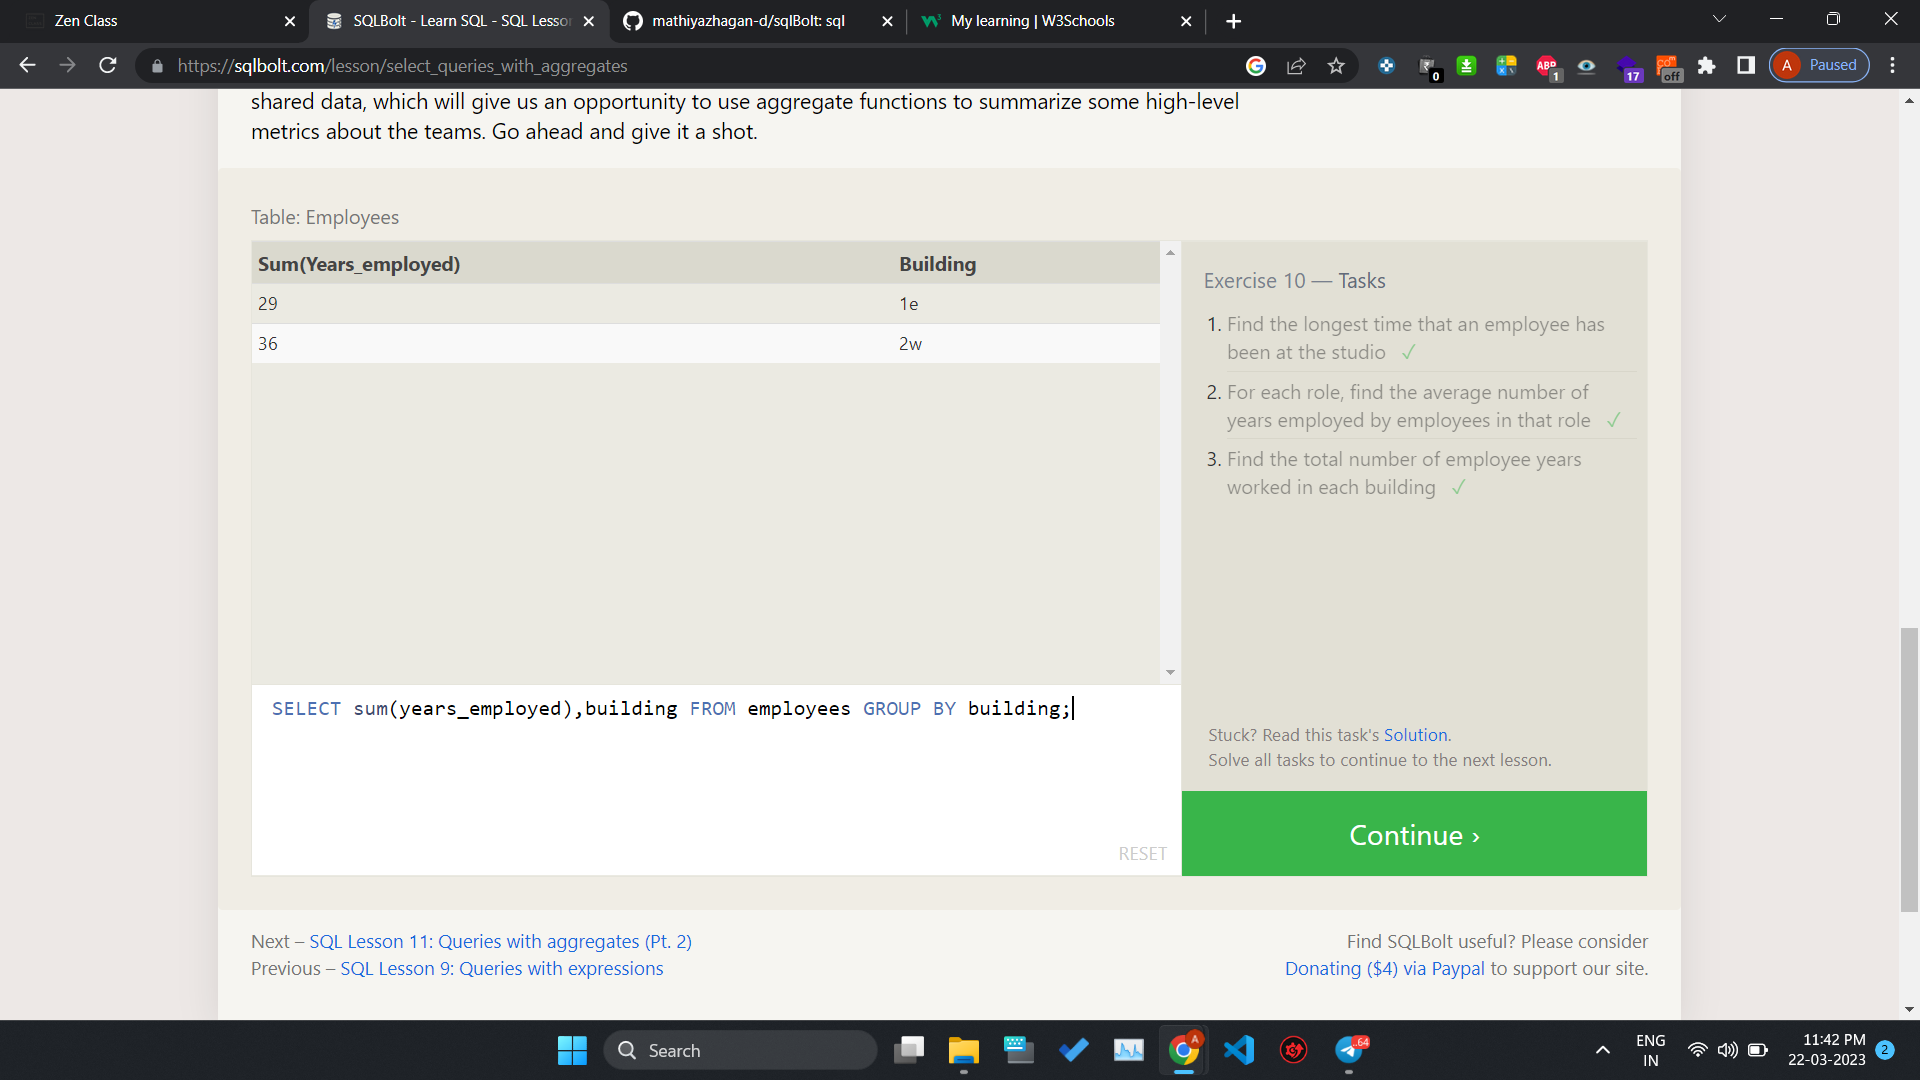 Zen Class
SQLBolt - Learn SQL - SQL Lesson
mathiyazhagan-d/sqlBolt: sql
My learning | W3Schools
https://sqlbolt.com/lesson/select_queries_with_aggregates
0
ABP
1
17
off
A
Paused
shared data, which will give us an opportunity to use aggregate functions to summarize some high-level
metrics about the teams. Go ahead and give it a shot.
Table: Employees
Sum(Years_employed) Building
29 1e
36 2w
Exercise 10 — Tasks
1. Find the longest time that an employee has
been at the studio ✓
2. For each role, find the average number of
years employed by employees in that role ✓
3. Find the total number of employee years
worked in each building ✓
SELECT sum(years_employed),building FROM employees GROUP BY building;
RESET
Stuck? Read this task's Solution.
Solve all tasks to continue to the next lesson.
Continue ›
Next – SQL Lesson 11: Queries with aggregates (Pt. 2)
Previous – SQL Lesson 9: Queries with expressions
Find SQLBolt useful? Please consider
Donating ($4) via Paypal to support our site.
Search
A
64
ENG
IN
11:42 PM
22-03-2023
2